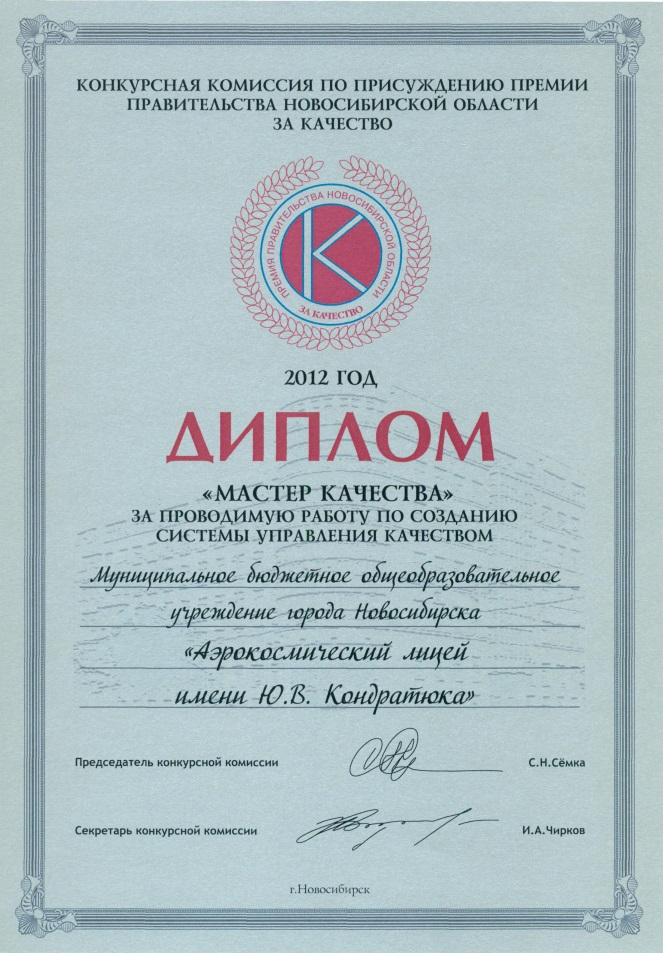 КОНКУРСНАЯ КОМИССИЯ ПО ПРИСУЖДЕНИЮ ПРЕМИИ
ПРАВИТЕЛЬСТВА НОВОСИБИРСКОЙ ОБЛАСТИ
ЗА КАЧЕСТВО
ПРЕМИЯ ПРАВИТЕЛЬСТВА НОВОСИБИРСКОЙ ОБЛАСТИ
К
ЗА КАЧЕСТВО
2012 ГОД
ДИПЛОМ
«МАСТЕР КАЧЕСТВА»
ЗА ПРОВОДИМУЮ РАБОТУ ПО СОЗДАНИЮ
СИСТЕМЫ УПРАВЛЕНИЯ КАЧЕСТВОМ
Муниципальное бюджетное общеобразовательное
учреждение города Новосибирска
«Аэрокосмический лицей
имени Ю.В. Кондратюка»
Председатель конкурсной комиссии С.Н.Сёмка
Секретарь конкурсной комиссии И.А.Чирков
г.Новосибирск